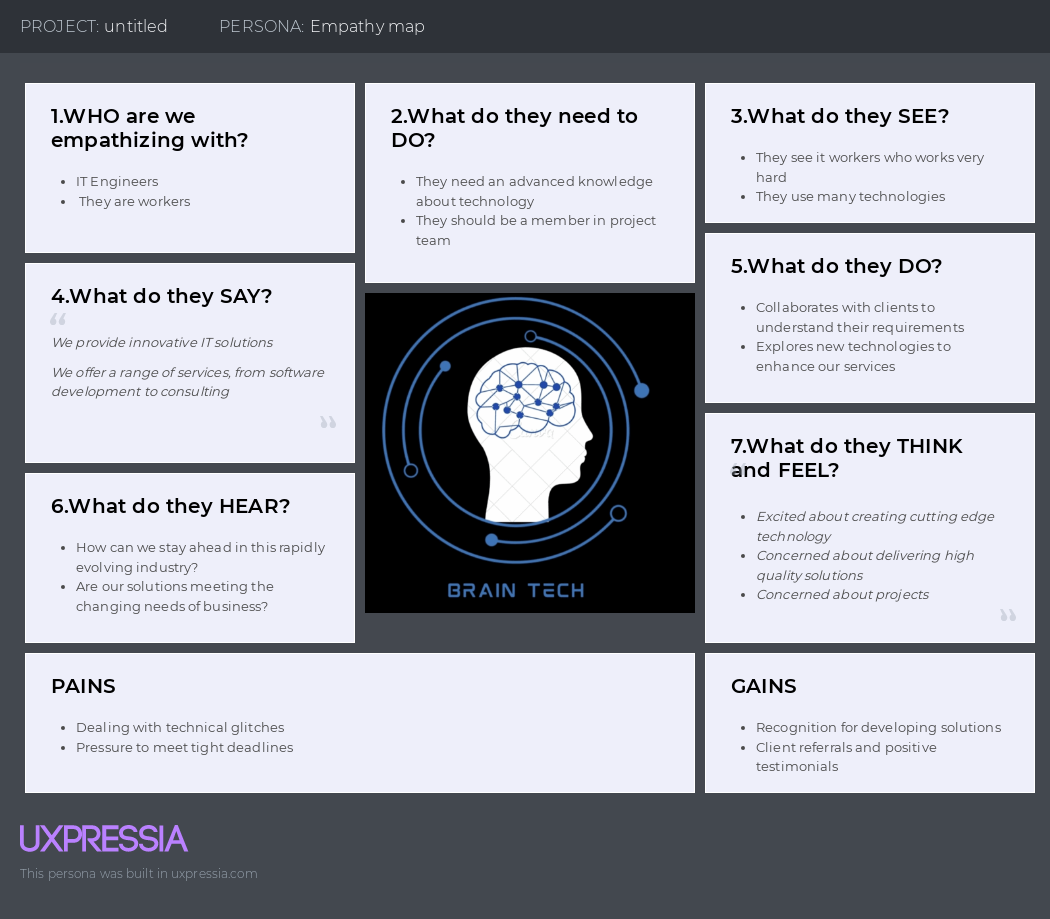 PROJECT: untitled
PERSONA: Empathy map
1.WHO are we
empathizing with?
IT Engineers
They are workers
2.What do they need to
DO?
They need an advanced knowledge
about technology
They should be a member in project
team
3.What do they SEE?
They see it workers who works very
hard
They use many technologies
4.What do they SAY?
“
We provide innovative IT solutions
We offer a range of services, from software
development to consulting
”
5.What do they DO?
Collaborates with clients to
understand their requirements
Explores new technologies to
enhance our services
6.What do they HEAR?
How can we stay ahead in this rapidly
evolving industry?
Are our solutions meeting the
changing needs of business?
BRAIN TECH
7.What do they THINK
and FEEL?
Excited about creating cutting edge
technology
Concerned about delivering high
quality solutions
Concerned about projects
”
PAINS
Dealing with technical glitches
Pressure to meet tight deadlines
GAINS
Recognition for developing solutions
Client referrals and positive
testimonials
UXPRESSIA
This persona was built in uxpressia.com